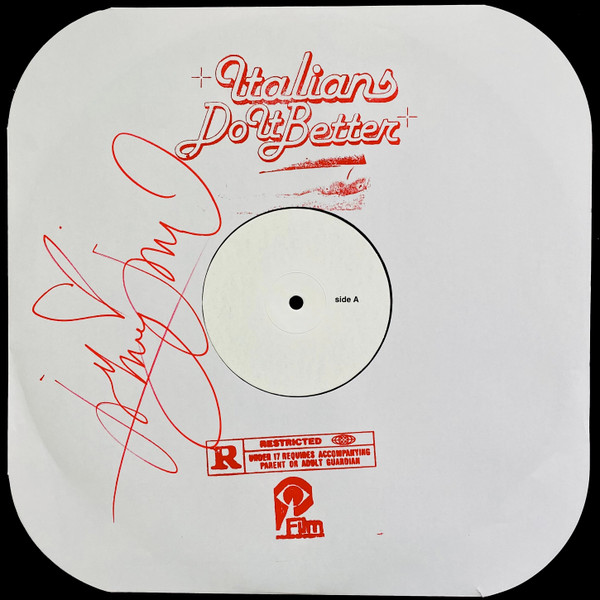 Italians
Do It Better
side A
R
RESTRICTED
UNDER 17 REQUIRES ACCOMPANYING
PARENT OR ADULT GUARDIAN
Film